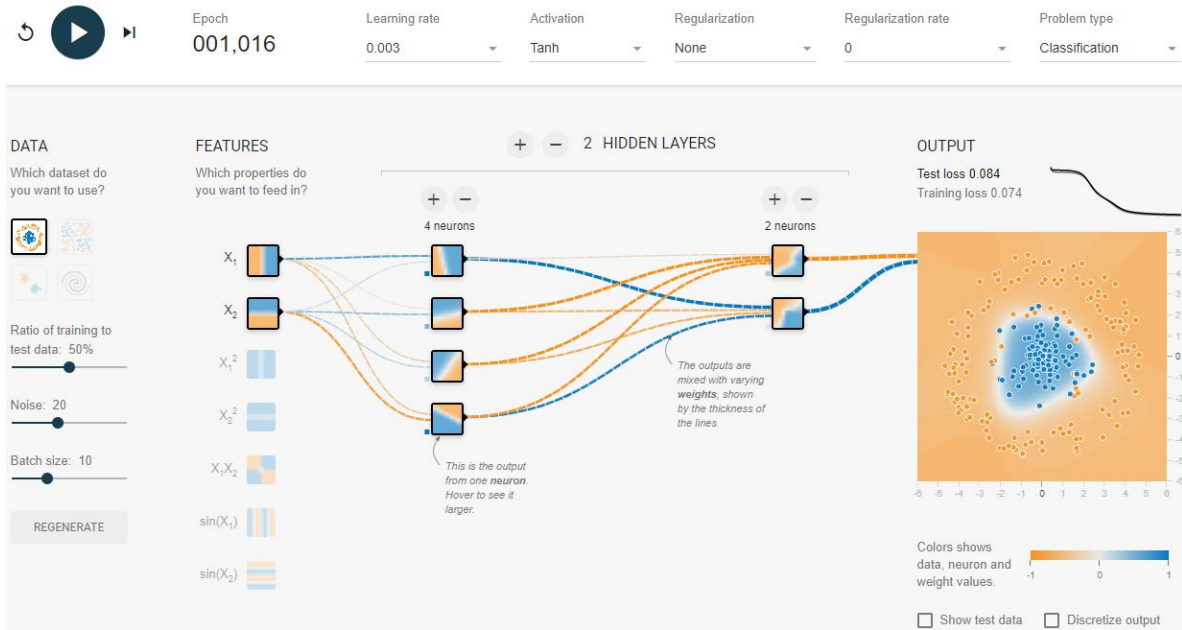 Epoch
001,016
Learning rate
0.003
Activation
Tanh
Regularization
None
Regularization rate
0
Problem type
Classification
DATA
Which dataset do
you want to use?
Ratio of training to
test data: 50%
Noise: 20
Batch size: 10
REGENERATE
FEATURES
Which properties do
you want to feed in?
X₁
X₂
X₁²
X₂²
X₁X₂
sin(X₁)
sin(X₂)
+ − 2 HIDDEN LAYERS
+ −
4 neurons
+ −
2 neurons
This is the output
from one neuron.
Hover to see it
larger.
The outputs are
mixed with varying
weights, shown
by the thickness of
the lines.
OUTPUT
Test loss 0.084
Training loss 0.074
6
5
4
3
2
1
0
-1
-2
-3
-4
-5
-6
-6 -5 -4 -3 -2 -1 0 1 2 3 4 5 6
Colors shows
data, neuron and
weight values.
-1 0 1
Show test data
Discretize output